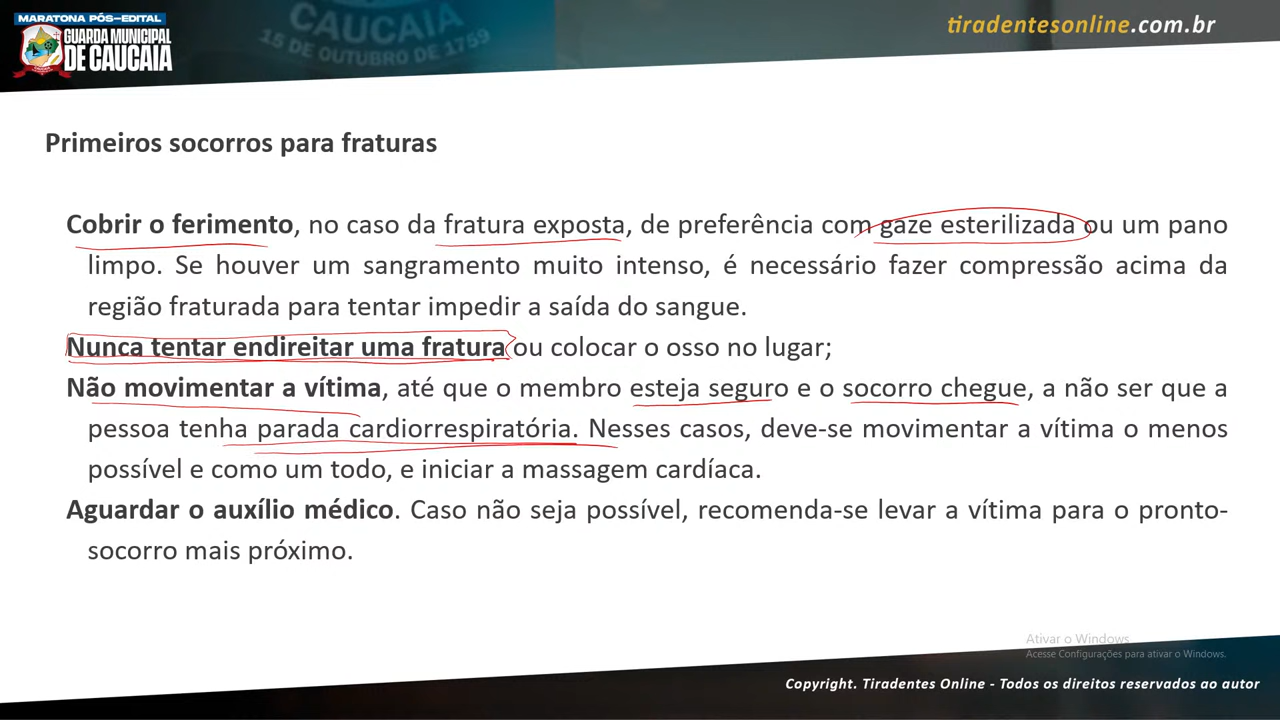 MARATONA PÓS-EDITAL
GUARDA MUNICIPAL
DE CAUCAIA
CAUCAIA
15 DE OUTUBRO DE 1759
tiradentesonline.com.br
Primeiros socorros para fraturas
Cobrir o ferimento, no caso da fratura exposta, de preferência com gaze esterilizada ou um pano
limpo. Se houver um sangramento muito intenso, é necessário fazer compressão acima da
região fraturada para tentar impedir a saída do sangue.
Nunca tentar endireitar uma fratura ou colocar o osso no lugar;
Não movimentar a vítima, até que o membro esteja seguro e o socorro chegue, a não ser que a
pessoa tenha parada cardiorrespiratória. Nesses casos, deve-se movimentar a vítima o menos
possível e como um todo, e iniciar a massagem cardíaca.
Aguardar o auxílio médico. Caso não seja possível, recomenda-se levar a vítima para o pronto-
socorro mais próximo.
Ativar o Windows
Acesse Configurações para ativar o Windows.
Copyright. Tiradentes Online - Todos os direitos reservados ao autor